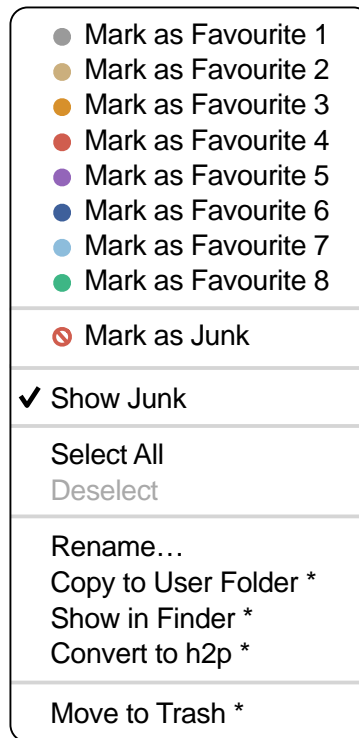 Mark as Favourite 1
Mark as Favourite 2
Mark as Favourite 3
Mark as Favourite 4
Mark as Favourite 5
Mark as Favourite 6
Mark as Favourite 7
Mark as Favourite 8
Mark as Junk
Show Junk
Select All
Deselect
Rename…
Copy to User Folder *
Show in Finder *
Convert to h2p *
Move to Trash *